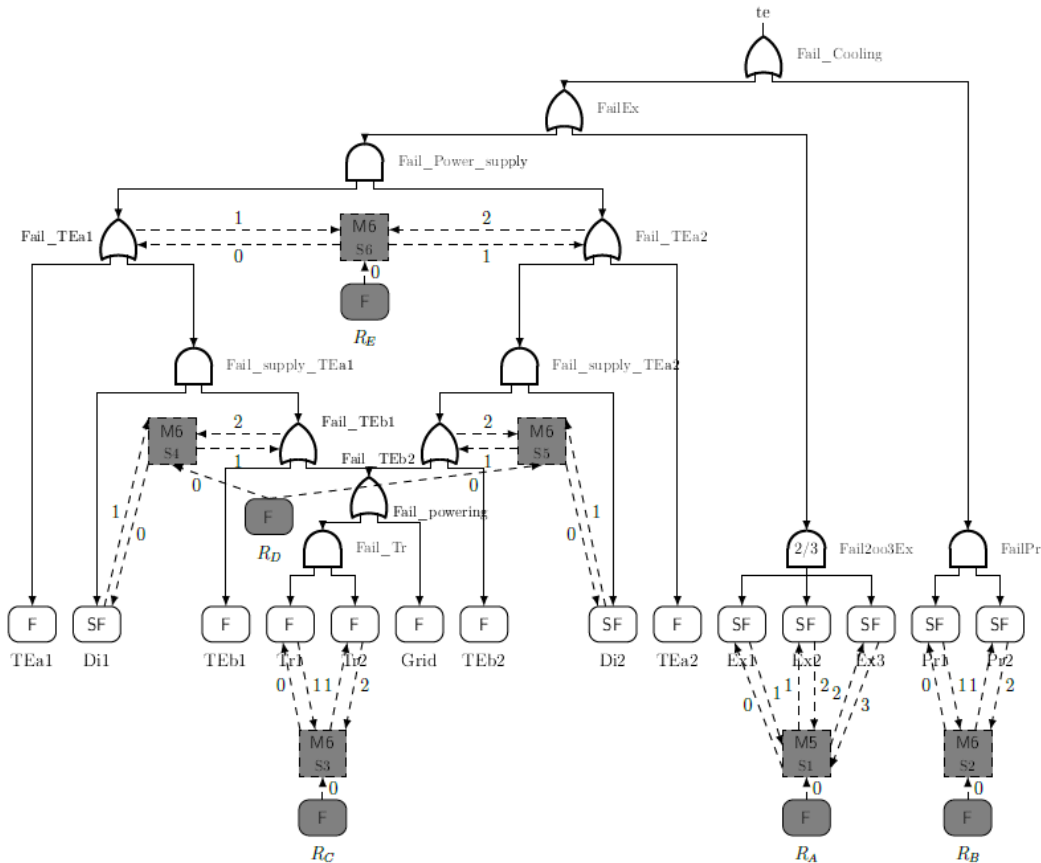 te
Fail_Cooling
FailEx
Fail_Power_supply
Fail_TEa1
1
M6
2
Fail_TEa2
0
S6
1
0
F
R_E
Fail_supply_TEa1
Fail_supply_TEa2
Fail_TEb1
M6
2
2
M6
S4
1
Fail_TEb2
1
S5
0
0
1
F
Fail_powering
1
0
R_D
Fail_Tr
0
2/3
Fail2oo3Ex
FailPr
F
SF
F
F
F
F
F
SF
F
SF
SF
SF
SF
SF
TEa1
Di1
TEb1
Tr1
Tr2
Grid
TEb2
Di2
TEa2
Ex1
Ex2
Ex3
Pr1
Pr2
0
1
1
2
0
1
1
2
2
3
0
1
1
2
M6
M5
M6
S3
S1
S2
0
0
0
F
F
F
R_C
R_A
R_B